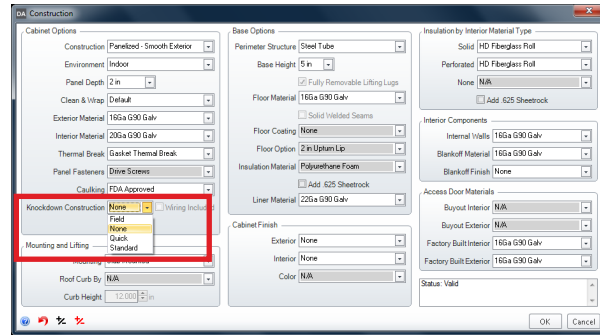 DA Construction
Cabinet Options
Construction Panelized - Smooth Exterior
Environment Indoor
Panel Depth 2 in
Clean & Wrap Default
Exterior Material 16Ga G90 Galv
Interior Material 20Ga G90 Galv
Thermal Break Gasket Thermal Break
Panel Fasteners Drive Screws
Caulking FDA Approved
Knockdown Construction None Wiring Included
Field
None
Quick
Standard
Mounting and Lifting
Mounting
Roof Curb By N/A
Curb Height 12.000 in
Base Options
Perimeter Structure Steel Tube
Base Height 5 in
Fully Removable Lifting Lugs
Floor Material 16Ga G90 Galv
Solid Welded Seams
Floor Coating None
Floor Option 2 in Upturn Lip
Insulation Material Polyurethane Foam
Add .625 Sheetrock
Liner Material 22Ga G90 Galv
Cabinet Finish
Exterior None
Interior None
Color N/A
Insulation by Interior Material Type
Solid HD Fiberglass Roll
Perforated HD Fiberglass Roll
None N/A
Add .625 Sheetrock
Interior Components
Internal Walls 16Ga G90 Galv
Blankoff Material 16Ga G90 Galv
Blankoff Finish None
Access Door Materials
Buyout Interior N/A
Buyout Exterior N/A
Factory Built Interior 16Ga G90 Galv
Factory Built Exterior 16Ga G90 Galv
Status: Valid
OK Cancel